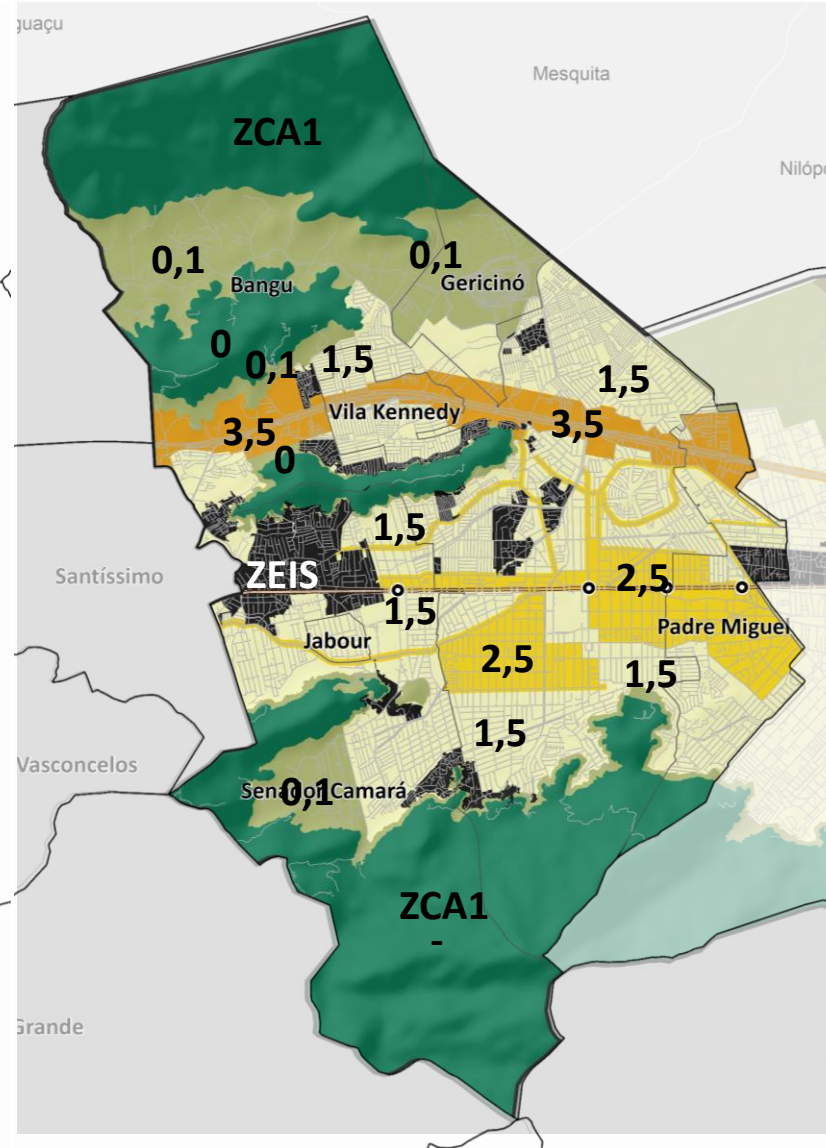 guaçu
Mesquita
ZCA1
Nilópo
0,1
0,1
Bangu
Gericinó
0
0,1
1,5
1,5
Vila Kennedy
3,5
3,5
0
1,5
ZEIS
Santíssimo
2,5
1,5
Padre Miguel
Jabour
2,5
1,5
1,5
Vasconcelos
Senador Camará
0,1
ZCA1
-
Grande